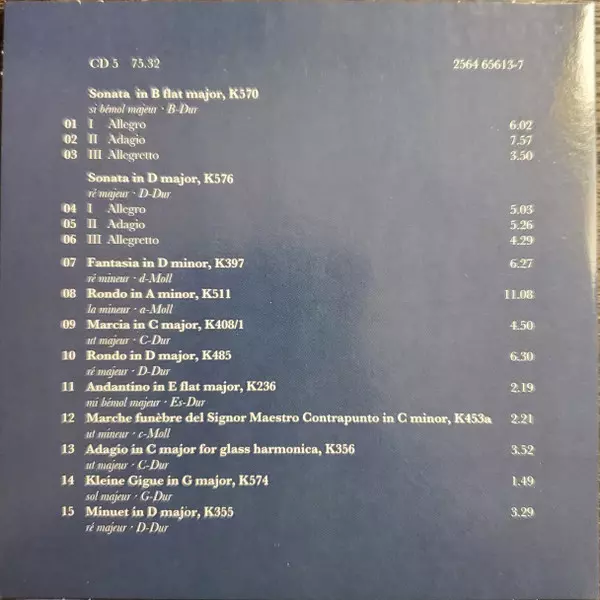 CD 5 75.32 2564 65613-7
Sonata in B flat major, K570
si bémol majeur · B-Dur
01 I Allegro 6.02
02 II Adagio 7.57
03 III Allegretto 3.50
Sonata in D major, K576
ré majeur · D-Dur
04 I Allegro 5.03
05 II Adagio 5.26
06 III Allegretto 4.29
07 Fantasia in D minor, K397 6.27
ré mineur · d-Moll
08 Rondo in A minor, K511 11.08
la mineur · a-Moll
09 Marcia in C major, K408/1 4.50
ut majeur · C-Dur
10 Rondo in D major, K485 6.30
ré majeur · D-Dur
11 Andantino in E flat major, K236 2.19
mi bémol majeur · Es-Dur
12 Marche funèbre del Signor Maestro Contrapunto in C minor, K453a 2.21
ut mineur · c-Moll
13 Adagio in C major for glass harmonica, K356 3.52
ut majeur · C-Dur
14 Kleine Gigue in G major, K574 1.49
sol majeur · G-Dur
15 Minuet in D major, K355 3.29
ré majeur · D-Dur